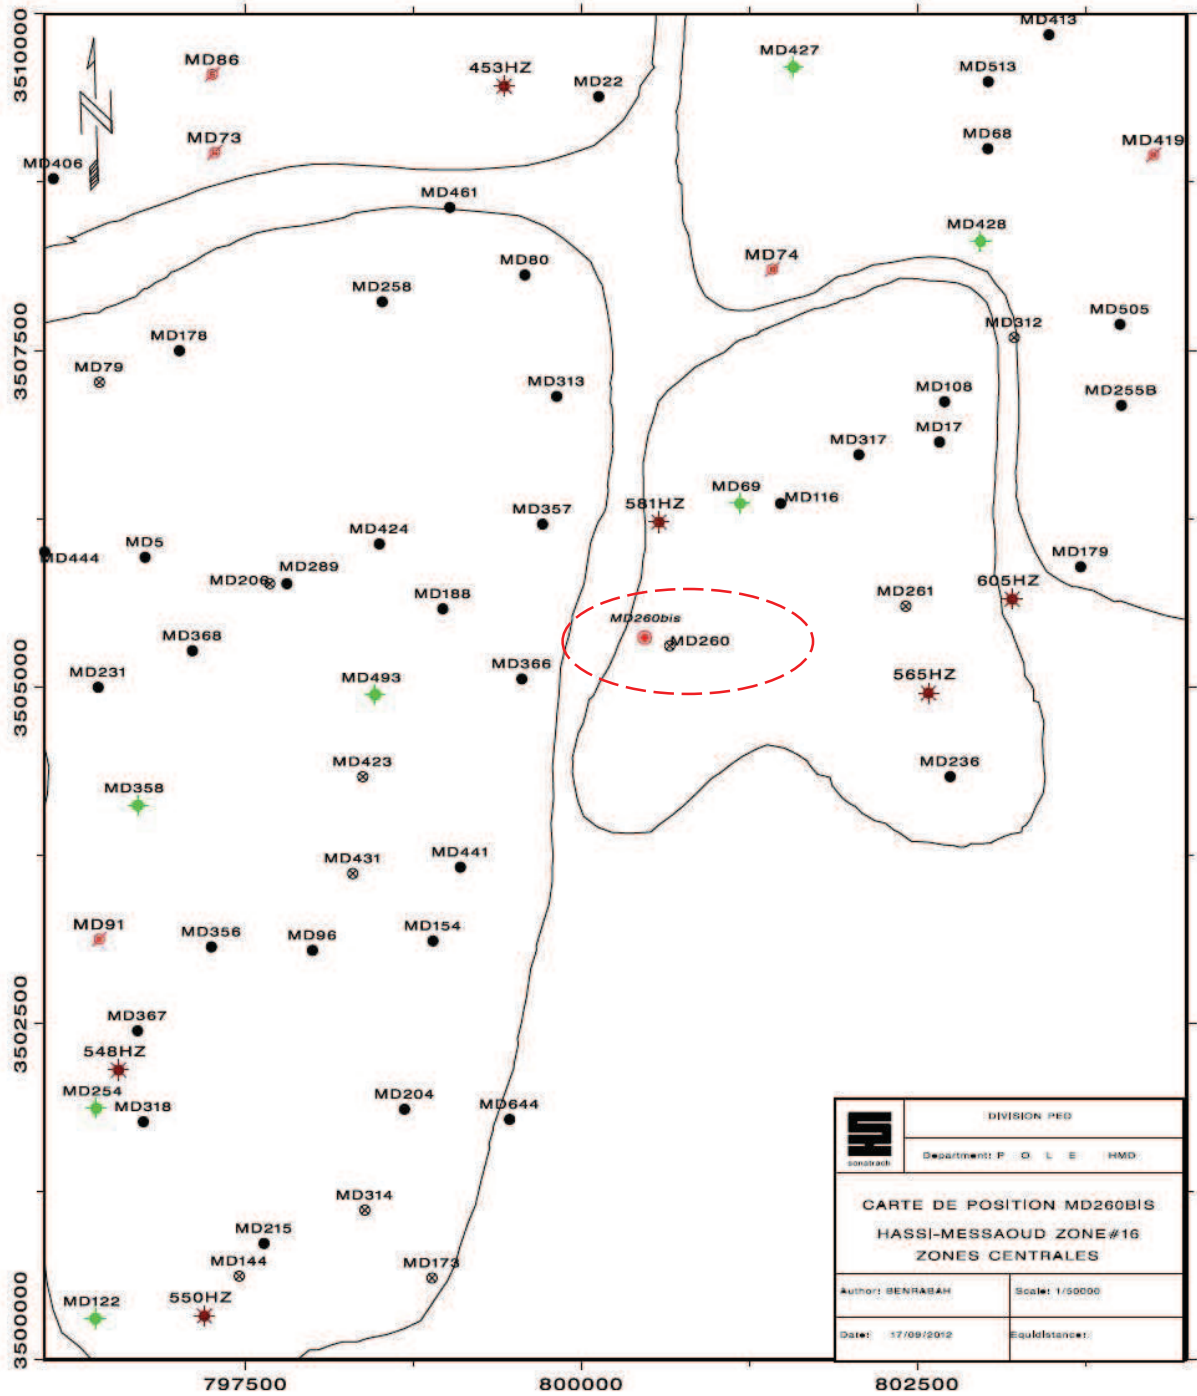 MD413
MD427
MD86
453HZ
MD22
MD513
MD73
MD68
MD419
MD406
MD461
MD428
MD80
MD74
MD258
MD505
MD312
MD178
MD79
MD313
MD108
MD255B
MD17
MD317
MD69
MD116
581HZ
MD357
MD424
MD5
MD444
MD206
MD289
MD179
MD188
MD261
605HZ
MD260bis
MD260
MD368
MD231
MD366
MD493
565HZ
MD423
MD236
MD358
MD431
MD441
MD91
MD356
MD96
MD154
MD367
548HZ
MD254
MD318
MD204
MD644
MD314
MD215
MD144
MD173
MD122
550HZ
3510000
3507500
3505000
3502500
3500000
797500
800000
802500
sonatrach
DIVISION PED
Department: P O L E HMD
CARTE DE POSITION MD260BIS
HASSI-MESSAOUD ZONE#16
ZONES CENTRALES
Author: BENRABAH
Scale: 1/50000
Date: 17/09/2012
Equidistance:
N